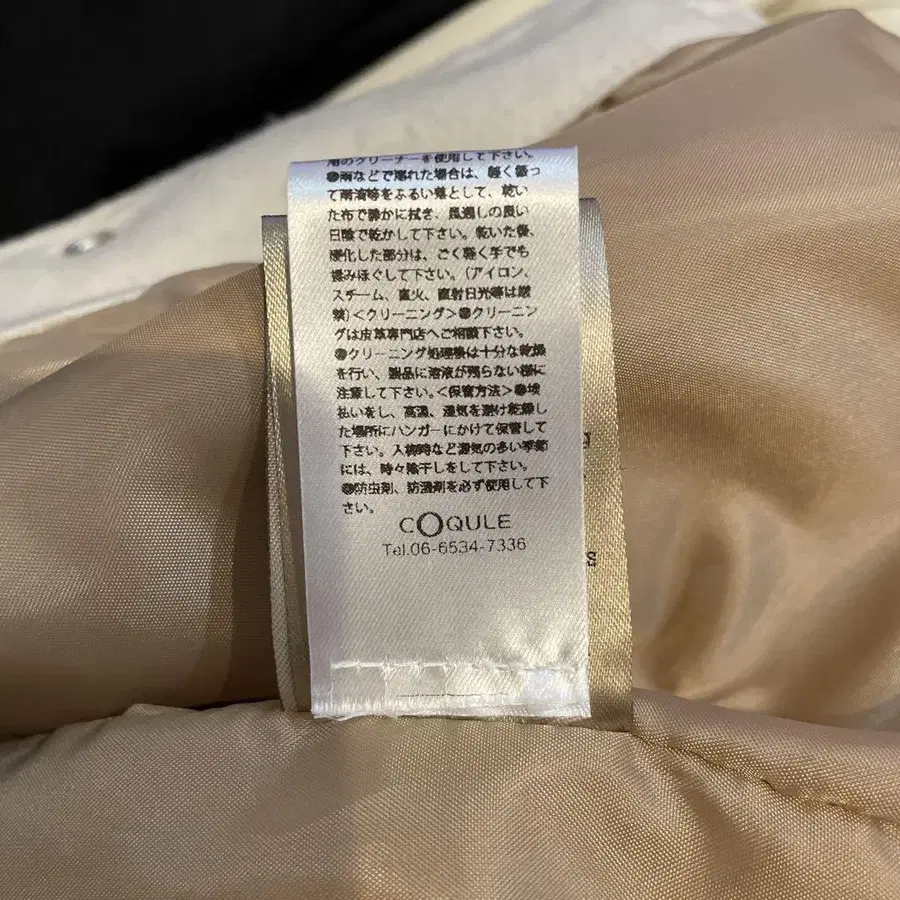 用のクリーナーを使用して下さい。
●雨などで濡れた場合は、軽く振っ
て雨滴等をふるい落として、乾い
た布で静かに拭き、風通しの良い
日陰で乾かして下さい。乾いた後、
硬化した部分は、ごく軽く手でも
揉みほぐして下さい。(アイロン、
スチーム、直火、直射日光等は厳
禁)<クリーニング>●クリーニン
グは皮革専門店へご相談下さい。
●クリーニング処理後は十分な乾燥
を行い、製品に溶液が残らない様に
注意して下さい。<保管方法>●埃
払いをし、高温、湿気を避け乾燥し
た場所にハンガーにかけて保管して
下さい。入梅時など湿気の多い季節
には、時々陰干しをして下さい。
●防虫剤、防湿剤を必ず使用して下
さい。
COQULE
Tel.06-6534-7336